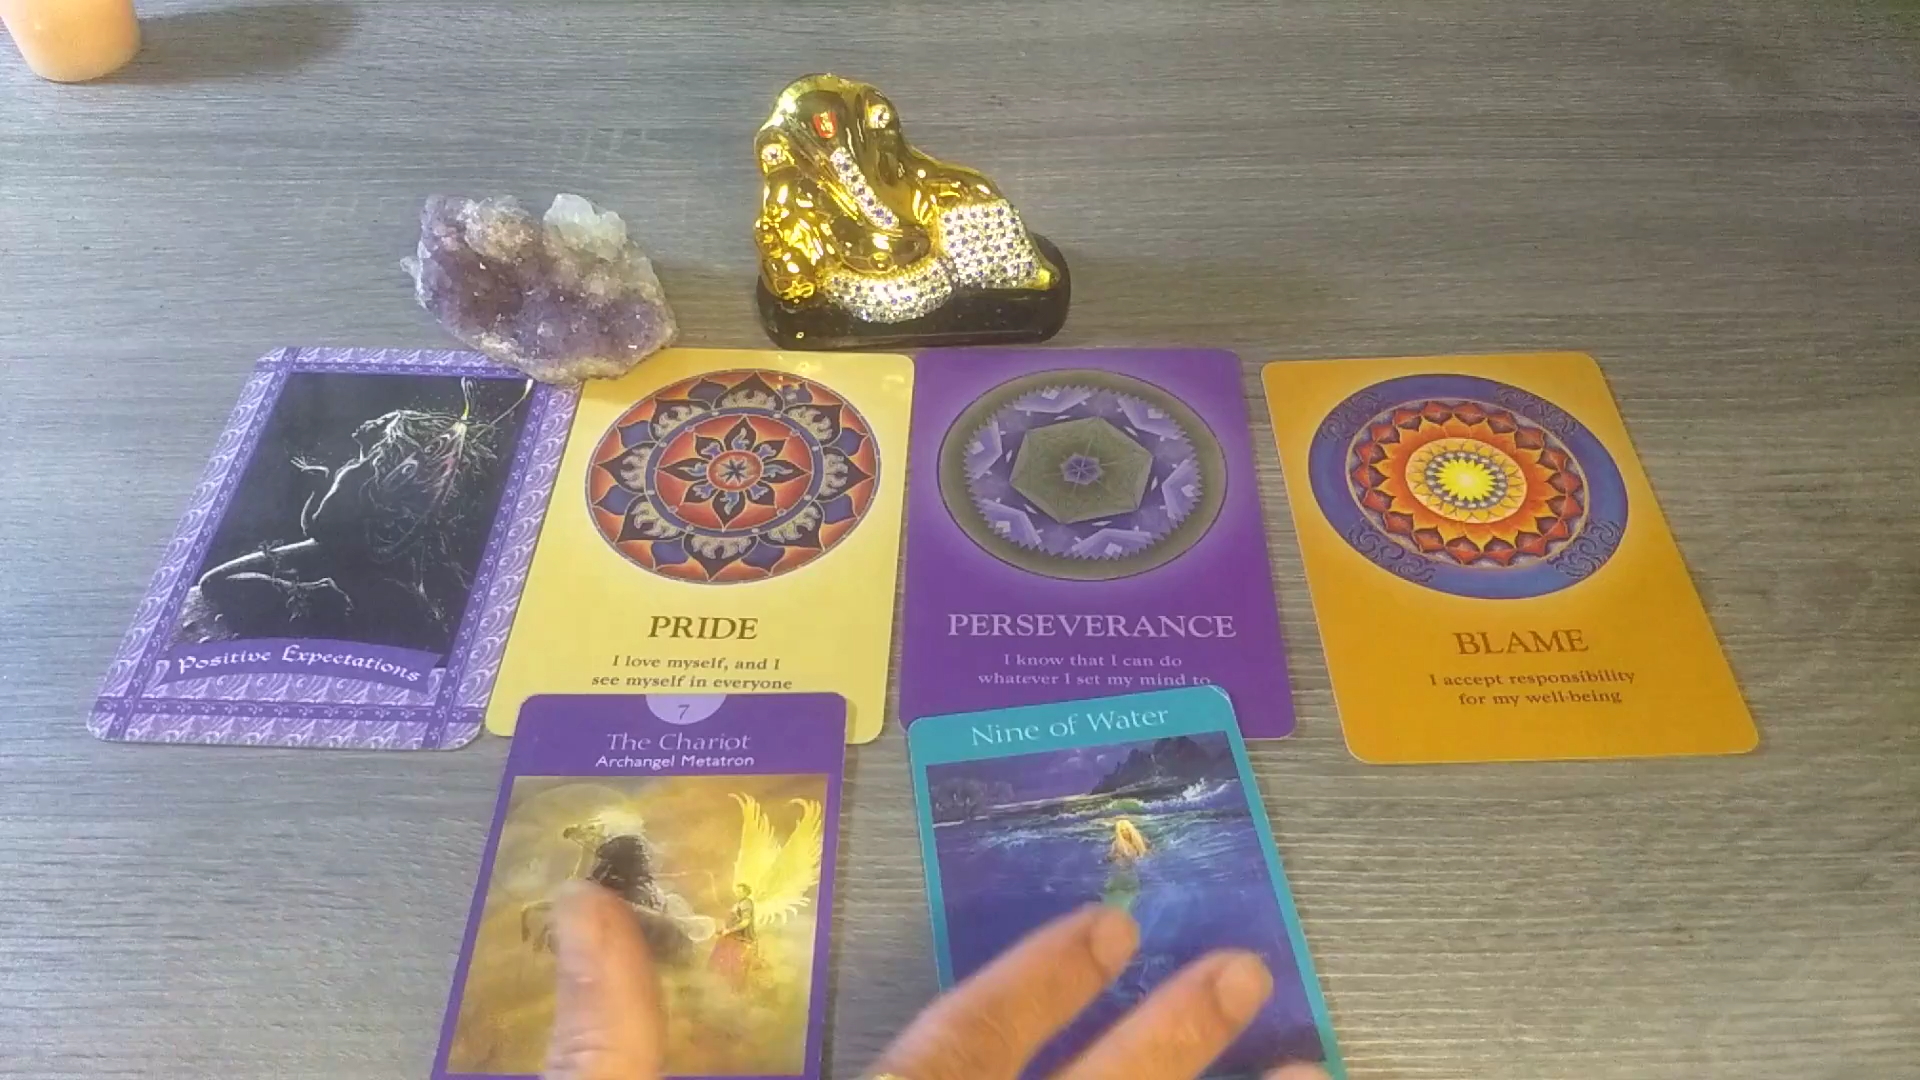 Positive Expectations
PRIDE
I love myself, and I
see myself in everyone
PERSEVERANCE
I know that I can do
whatever I set my mind to
BLAME
I accept responsibility
for my well-being
7
The Chariot
Archangel Metatron
Nine of Water